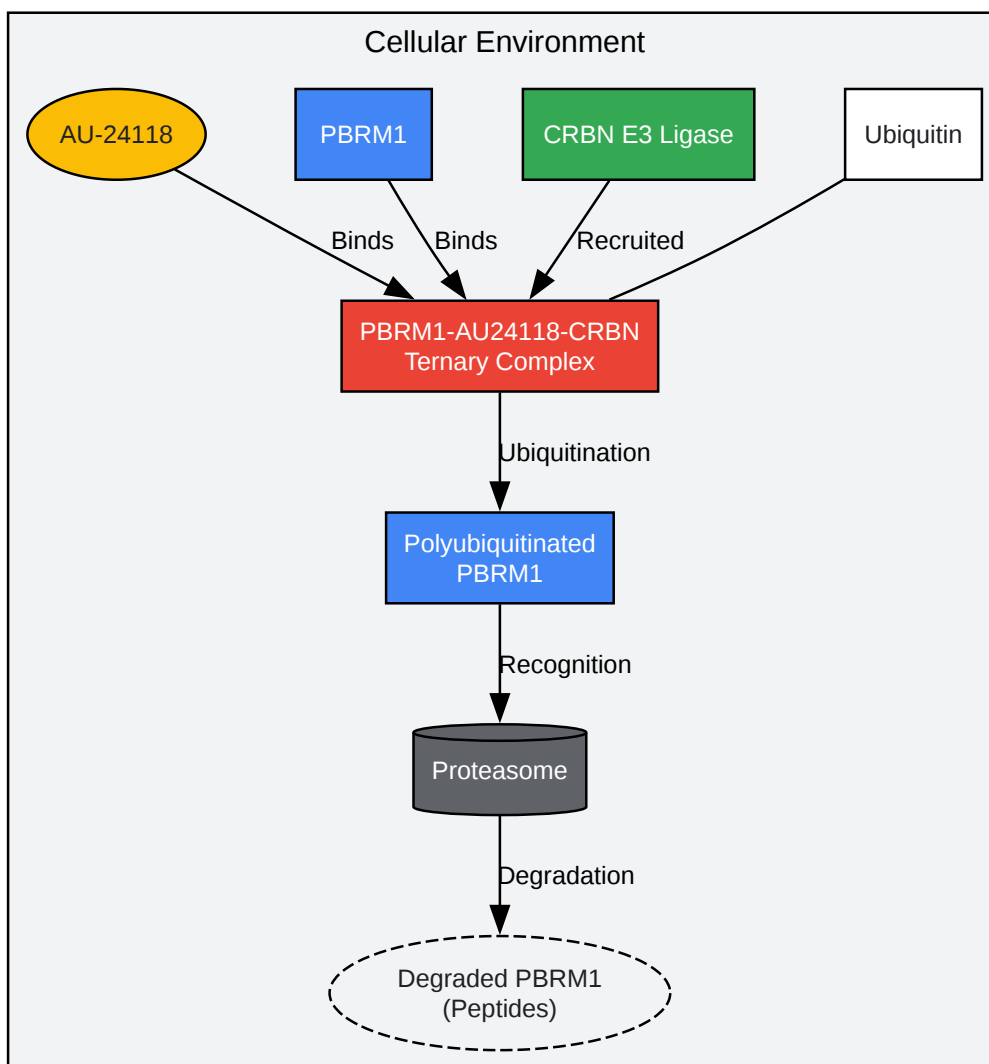 Cellular Environment
AU-24118
PBRM1
CRBN E3 Ligase
Ubiquitin
Binds
Binds
Recruited
PBRM1-AU24118-CRBN
Ternary Complex
Ubiquitination
Polyubiquitinated
PBRM1
Recognition
Proteasome
Degradation
Degraded PBRM1
(Peptides)